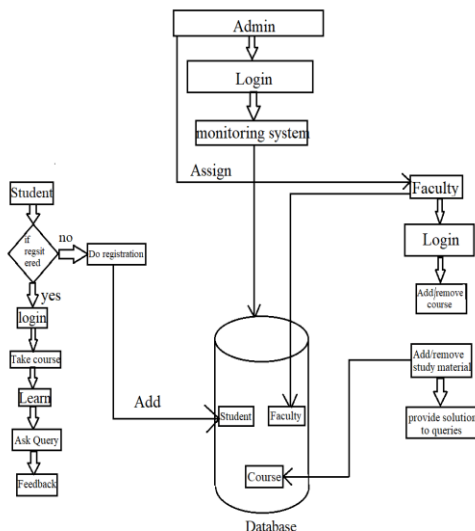 Admin
Login
monitoring system
Assign
Faculty
Login
Add/remove
course
Student
if
regsit
ered
no
Do registration
yes
login
Take course
Learn
Ask Query
Feedback
Add
Student
Faculty
Course
Database
Add/remove
study material
provide solution
to queries